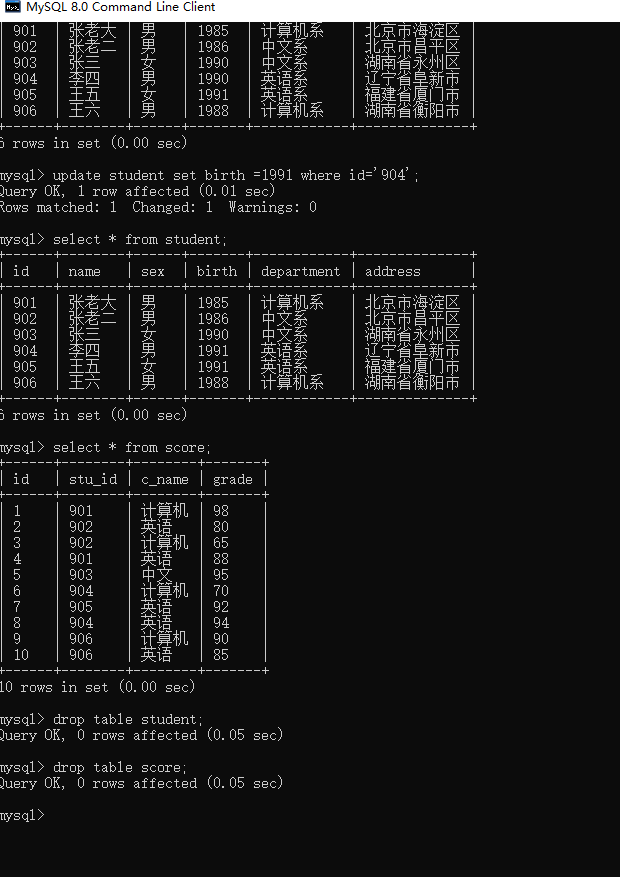 MySQL 8.0 Command Line Client
| 901 | 张老大 | 男 | 1985 | 计算机系 | 北京市海淀区 |
| 902 | 张老二 | 男 | 1986 | 中文系 | 北京市昌平区 |
| 903 | 张三 | 女 | 1990 | 中文系 | 湖南省永州区 |
| 904 | 李四 | 男 | 1990 | 英语系 | 辽宁省阜新市 |
| 905 | 王五 | 女 | 1991 | 英语系 | 福建省厦门市 |
| 906 | 王六 | 男 | 1988 | 计算机系 | 湖南省衡阳市 |
6 rows in set (0.00 sec)
mysql> update student set birth =1991 where id='904';
Query OK, 1 row affected (0.01 sec)
Rows matched: 1 Changed: 1 Warnings: 0
mysql> select * from student;
| id | name | sex | birth | department | address |
| 901 | 张老大 | 男 | 1985 | 计算机系 | 北京市海淀区 |
| 902 | 张老二 | 男 | 1986 | 中文系 | 北京市昌平区 |
| 903 | 张三 | 女 | 1990 | 中文系 | 湖南省永州区 |
| 904 | 李四 | 男 | 1991 | 英语系 | 辽宁省阜新市 |
| 905 | 王五 | 女 | 1991 | 英语系 | 福建省厦门市 |
| 906 | 王六 | 男 | 1988 | 计算机系 | 湖南省衡阳市 |
6 rows in set (0.00 sec)
mysql> select * from score;
| id | stu_id | c_name | grade |
| 1 | 901 | 计算机 | 98 |
| 2 | 902 | 英语 | 80 |
| 3 | 902 | 计算机 | 65 |
| 4 | 901 | 英语 | 88 |
| 5 | 903 | 中文 | 95 |
| 6 | 904 | 计算机 | 70 |
| 7 | 905 | 英语 | 92 |
| 8 | 904 | 英语 | 94 |
| 9 | 906 | 计算机 | 90 |
| 10 | 906 | 英语 | 85 |
10 rows in set (0.00 sec)
mysql> drop table student;
Query OK, 0 rows affected (0.05 sec)
mysql> drop table score;
Query OK, 0 rows affected (0.05 sec)
mysql>